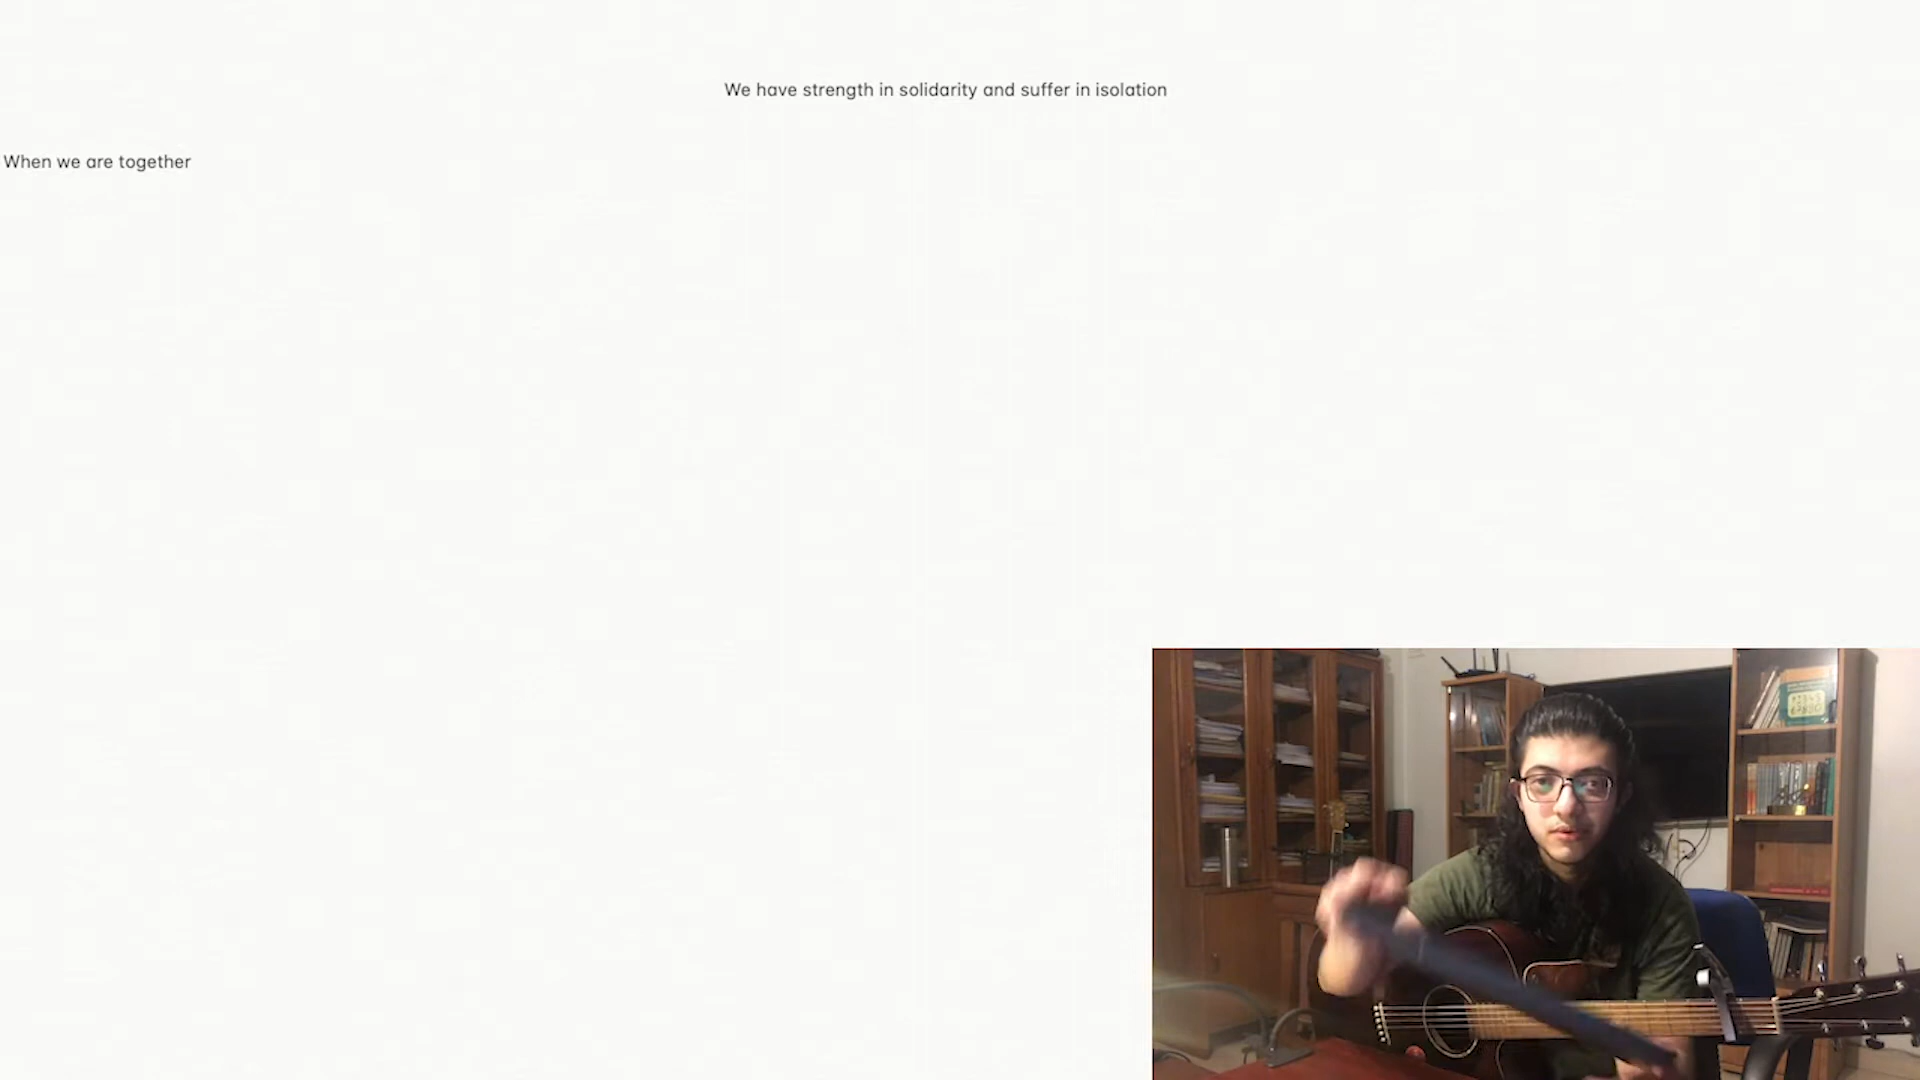 We have strength in solidarity and suffer in isolation
When we are together